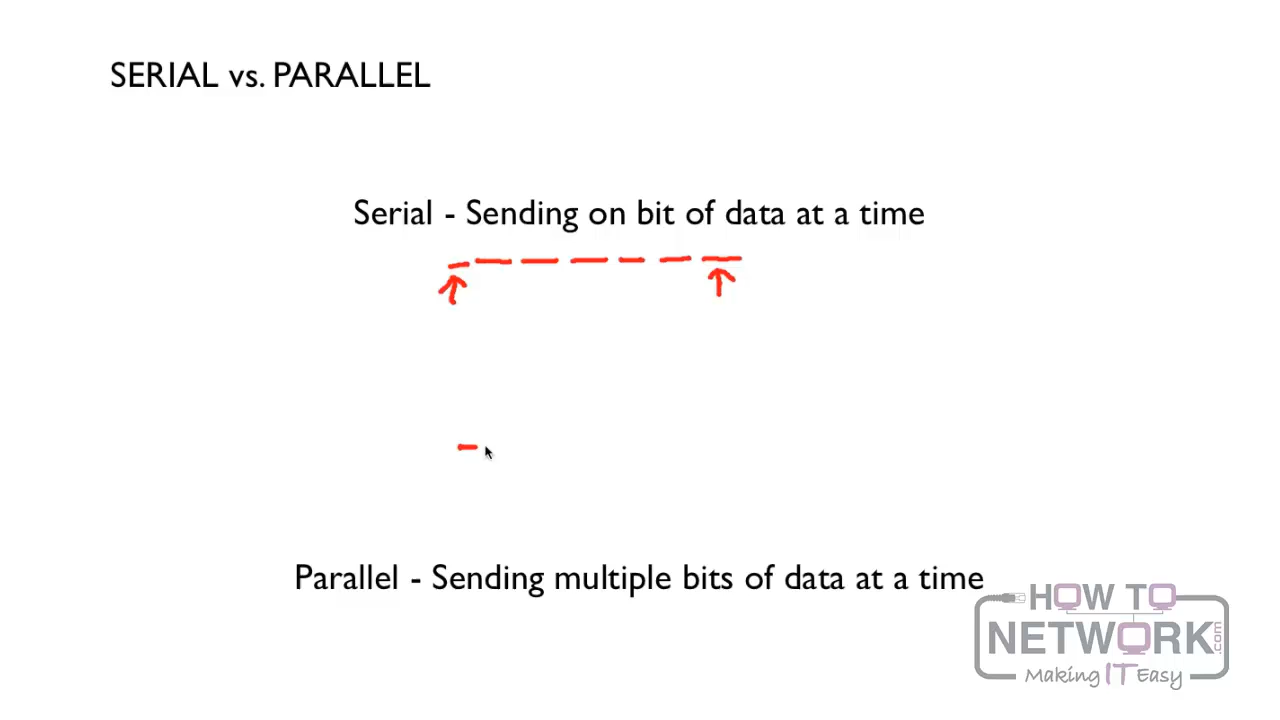 SERIAL vs. PARALLEL
Serial - Sending on bit of data at a time
Parallel - Sending multiple bits of data at a time
HOW TO
NETWORK.com
Making IT Easy